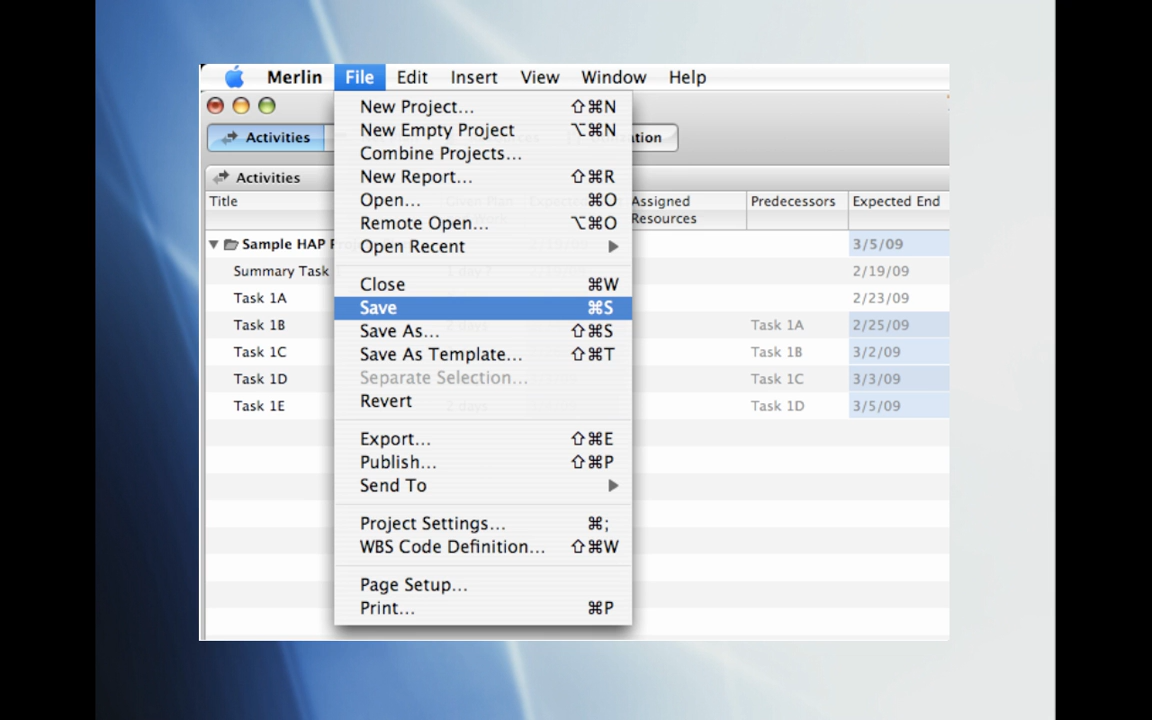 Merlin File Edit Insert View Window Help
New Project... ⇧⌘N
Activities
New Empty Project ⌥⌘N
Combine Projects...
New Report... ⇧⌘R
Activities
Open... ⌘O
Title Assigned Resources Predecessors Expected End
Remote Open... ⌥⌘O
Open Recent
Sample HAP 3/5/09
Summary Task 2/19/09
Close ⌘W
Task 1A 2/23/09
Save ⌘S
Task 1B Task 1A 2/25/09
Save As... ⇧⌘S
Task 1C Task 1B 3/2/09
Save As Template... ⇧⌘T
Separate Selection...
Task 1D Task 1C 3/3/09
Revert
Task 1E Task 1D 3/5/09
Export... ⇧⌘E
Publish... ⇧⌘P
Send To
Project Settings... ⌘;
WBS Code Definition... ⇧⌘W
Page Setup...
Print... ⌘P